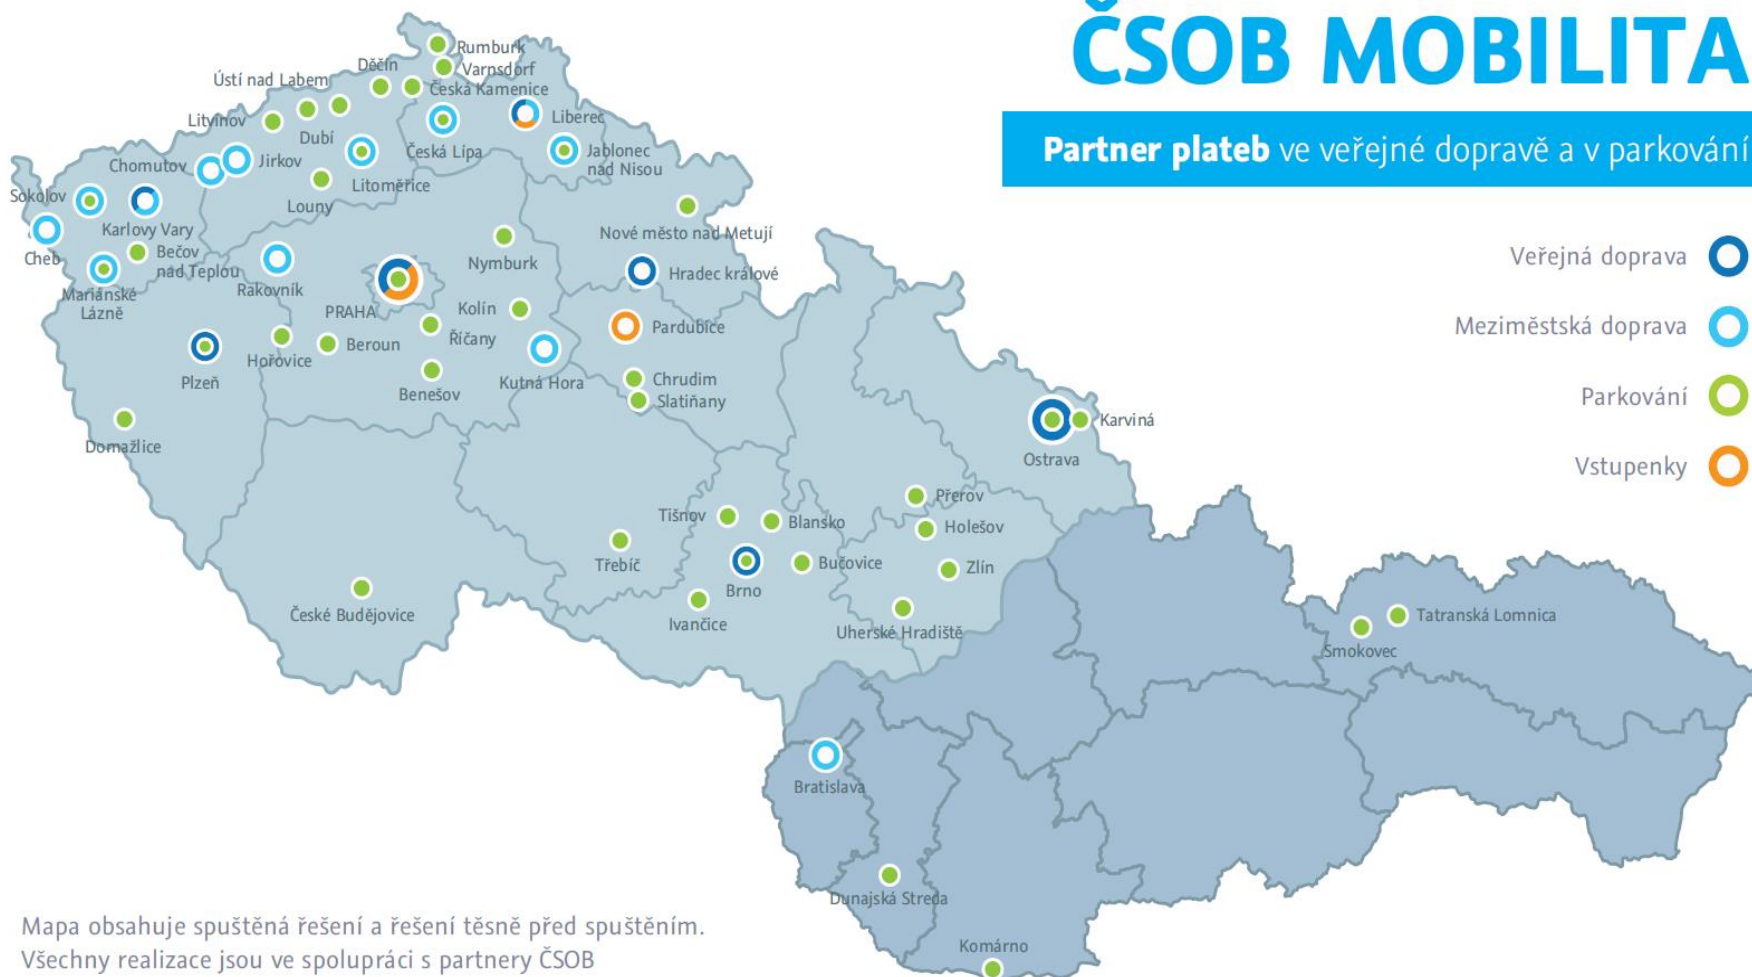 ČSOB MOBILITA
Partner plateb ve veřejné dopravě a v parkování
Veřejná doprava
Meziměstská doprava
Parkování
Vstupenky
Rumburk
Děčín
Varnsdorf
Ústí nad Labem
Česká Kamenice
Litvínov
Liberec
Dubí
Česká Lípa
Jablonec
nad Nisou
Chomutov
Jirkov
Litoměřice
Sokolov
Louny
Karlovy Vary
Nové město nad Metují
Cheb
Bečov
nad Teplou
Nymburk
Hradec králové
Mariánské
Lázně
Rakovník
PRAHA
Kolín
Říčany
Pardubice
Hořovice
Beroun
Plzeň
Benešov
Kutná Hora
Chrudim
Slatiňany
Domažlice
Karviná
Ostrava
Přerov
Tišnov
Blansko
Holešov
Třebíč
Bučovice
Zlín
Brno
České Budějovice
Ivančice
Uherské Hradiště
Tatranská Lomnica
Smokovec
Bratislava
Dunajská Streda
Komárno
Mapa obsahuje spuštěná řešení a řešení těsně před spuštěním.
Všechny realizace jsou ve spolupráci s partnery ČSOB